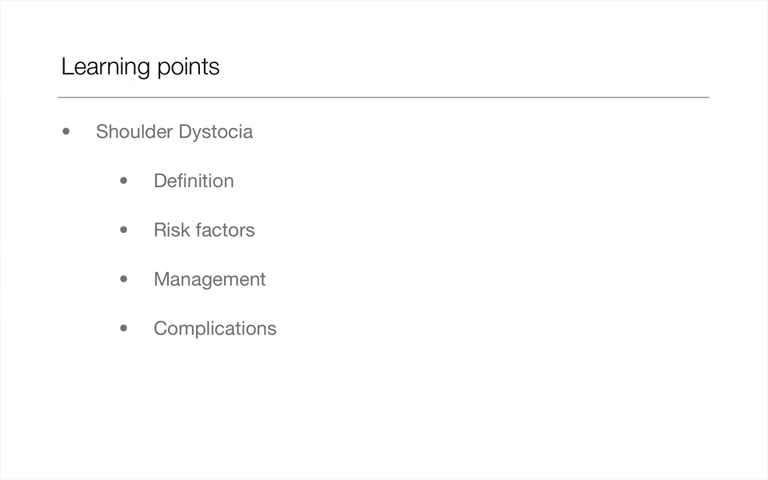 Learning points
• Shoulder Dystocia
• Definition
• Risk factors
• Management
• Complications